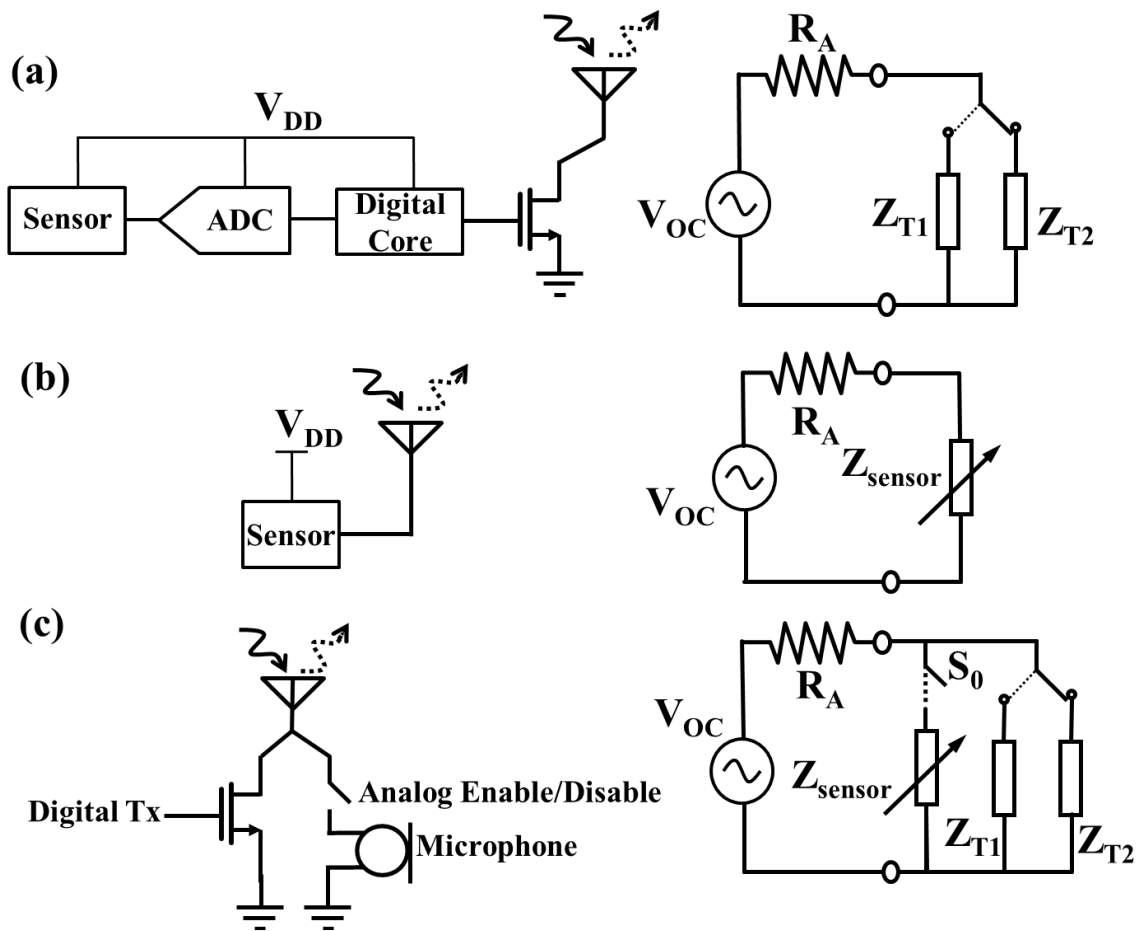 (a)
V_DD
Sensor
ADC
Digital
Core
R_A
V_OC
Z_T1
Z_T2
(b)
V_DD
Sensor
R_A
V_OC
Z_sensor
(c)
Digital Tx
Analog Enable/Disable
Microphone
R_A
V_OC
S_0
Z_sensor
Z_T1
Z_T2